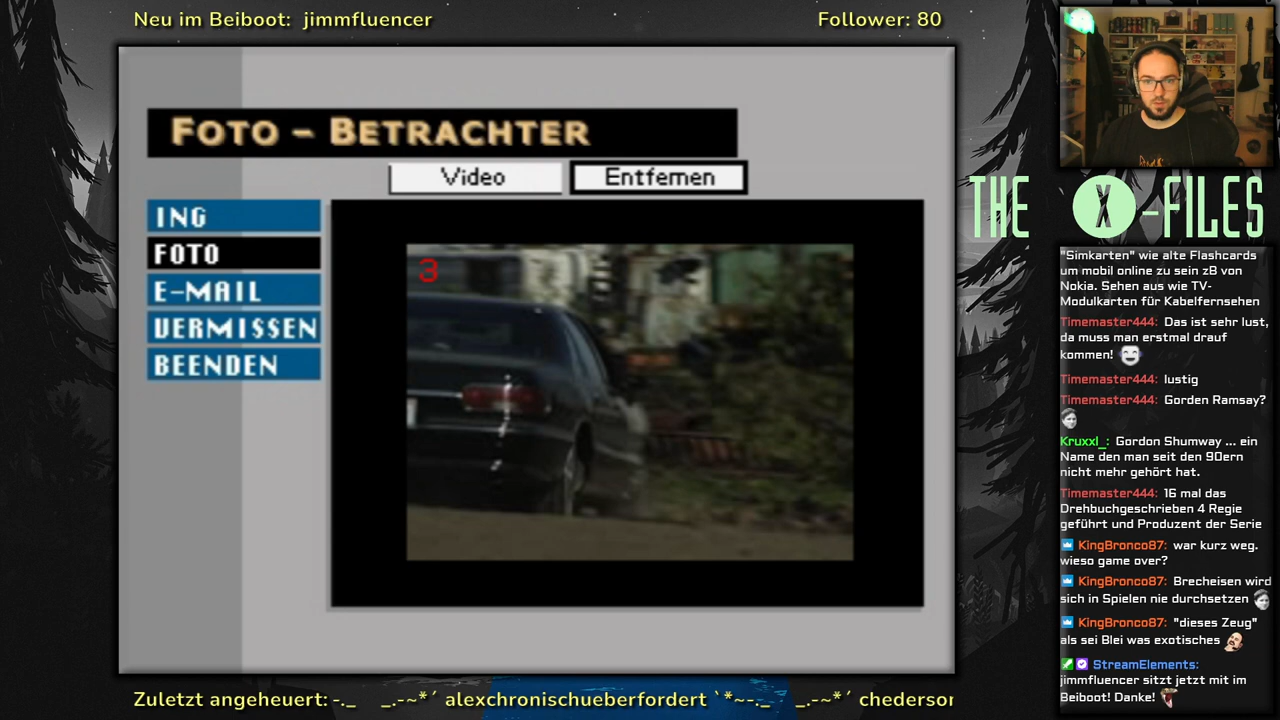 Neu im Beiboot: jimmfluencer
Follower: 80
FOTO - BETRACHTER
Video
Entfernen
ING
FOTO
E-MAIL
VERMISSEN
BEENDEN
3
THE X-FILES
"Simkarten" wie alte Flashcards
um mobil online zu sein zB von
Nokia. Sehen aus wie TV-
Modulkarten für Kabelfernsehen
Timemaster444: Das ist sehr lust,
da muss man erstmal drauf
kommen!
Timemaster444: lustig
Timemaster444: Gorden Ramsay?
Kruxxl_: Gordon Shumway ... ein
Name den man seit den 90ern
nicht mehr gehört hat.
Timemaster444: 16 mal das
Drehbuchgeschrieben 4 Regie
geführt und Produzent der Serie
KingBronco87: war kurz weg.
wieso game over?
KingBronco87: Brecheisen wird
sich in Spielen nie durchsetzen
KingBronco87: "dieses Zeug"
als sei Blei was exotisches
StreamElements:
jimmfluencer sitzt jetzt mit im
Beiboot! Danke!
Zuletzt angeheuert: -._ _.-~*´ alexchronischueberfordert `*~-._ _.-~*´ chederson